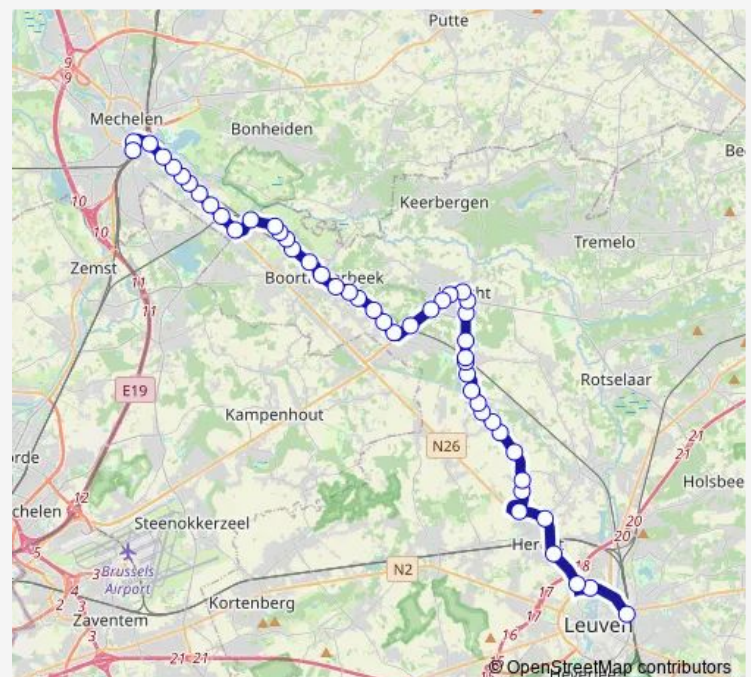 Putte
9
9
Mechelen
Bonheiden
10
10
Keerbergen
Tremelo
Zemst
11
11
E19
Rotselaar
Kampenhout
N26
21
21
Holsbee
12
Steenokkerzeel
20
20
18
N2
Brussels
Airport
5
3
4
2
3
3
Zaventem
Kortenberg
17
17
16
15
Leuven
21 21
© OpenStreetMap contributors